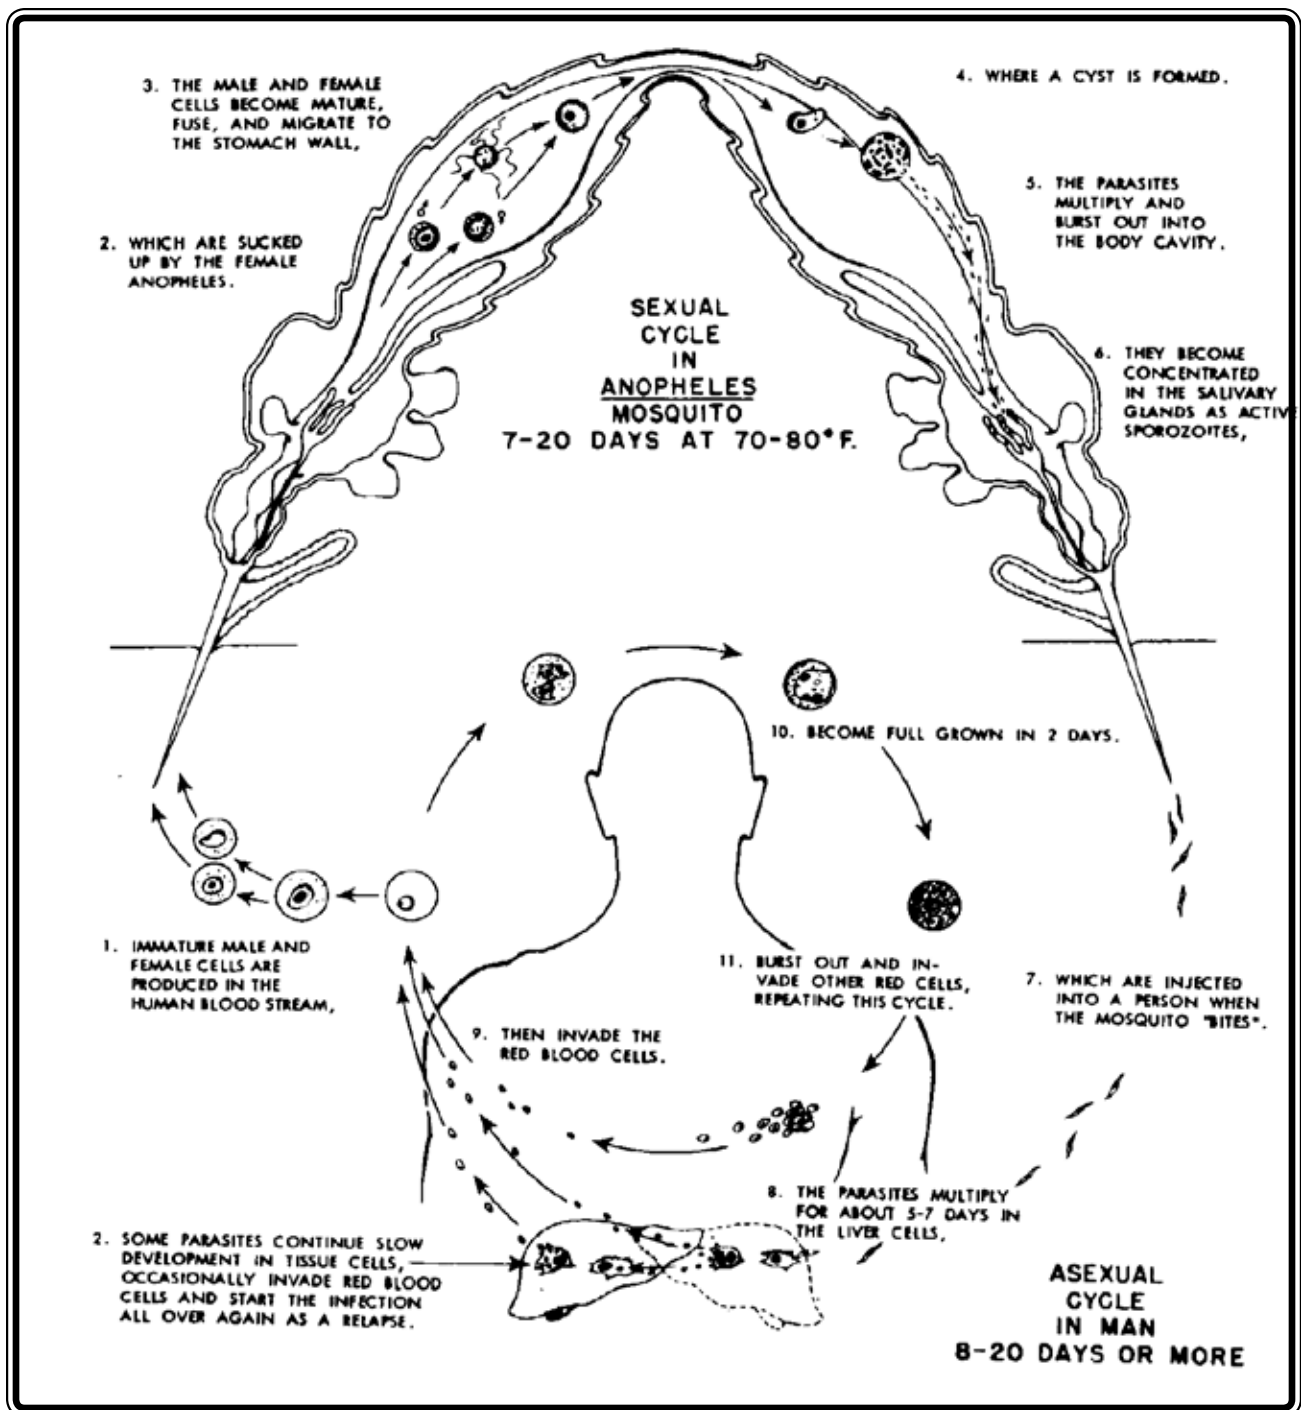 3. THE MALE AND FEMALE
CELLS BECOME MATURE,
FUSE, AND MIGRATE TO
THE STOMACH WALL,
4. WHERE A CYST IS FORMED.
2. WHICH ARE SUCKED
UP BY THE FEMALE
ANOPHELES.
5. THE PARASITES
MULTIPLY AND
BURST OUT INTO
THE BODY CAVITY.
SEXUAL
CYCLE
IN
ANOPHELES
MOSQUITO
7-20 DAYS AT 70-80°F.
6. THEY BECOME
CONCENTRATED
IN THE SALIVARY
GLANDS AS ACTIVE
SPOROZOITES,
10. BECOME FULL GROWN IN 2 DAYS.
1. IMMATURE MALE AND
FEMALE CELLS ARE
PRODUCED IN THE
HUMAN BLOOD STREAM,
11. BURST OUT AND IN-
VADE OTHER RED CELLS,
REPEATING THIS CYCLE.
7. WHICH ARE INJECTED
INTO A PERSON WHEN
THE MOSQUITO "BITES".
9. THEN INVADE THE
RED BLOOD CELLS.
8. THE PARASITES MULTIPLY
FOR ABOUT 5-7 DAYS IN
THE LIVER CELLS,
2. SOME PARASITES CONTINUE SLOW
DEVELOPMENT IN TISSUE CELLS,
OCCASIONALLY INVADE RED BLOOD
CELLS AND START THE INFECTION
ALL OVER AGAIN AS A RELAPSE.
ASEXUAL
CYCLE
IN MAN
8-20 DAYS OR MORE